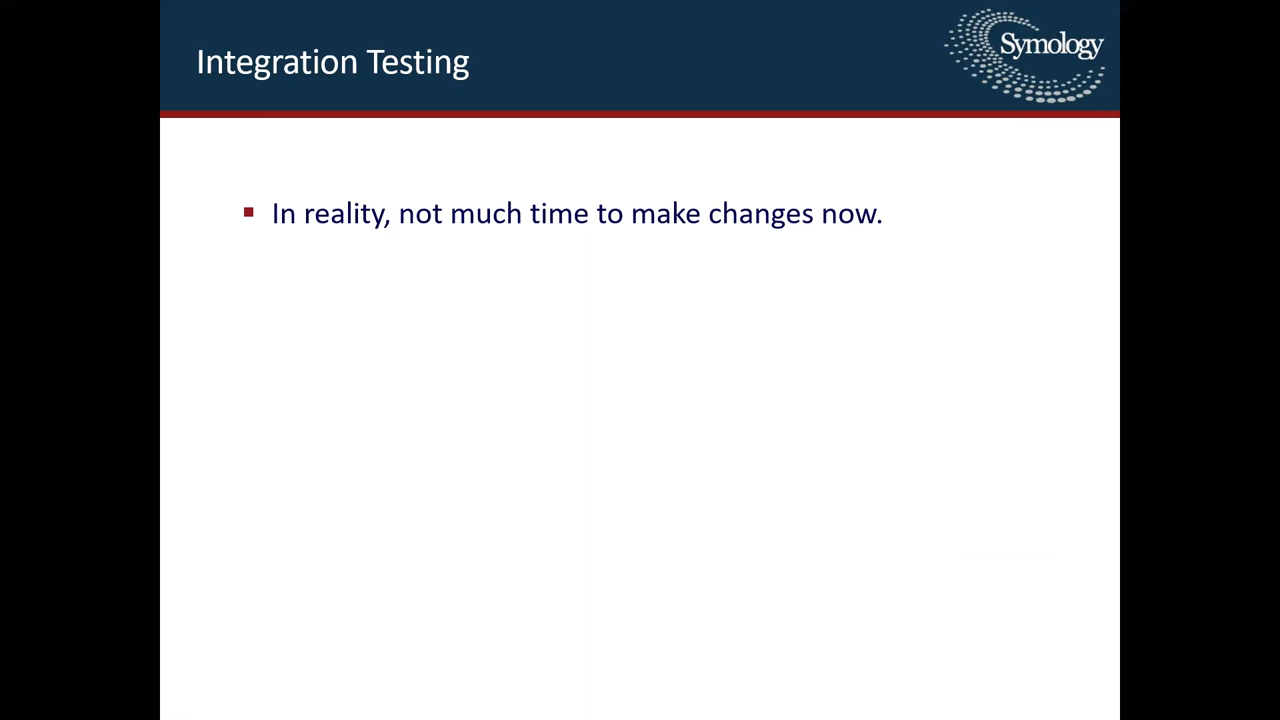 Integration Testing
Symology
In reality, not much time to make changes now.